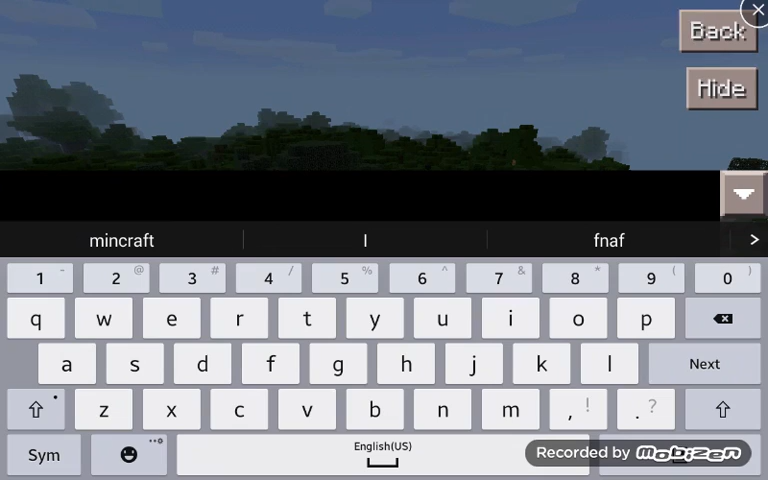 Back
Hide
mincraft I fnaf >
1 - 2 @ 3 # 4 / 5 % 6 ^ 7 & 8 * 9 ( 0 )
q w e r t y u i o p
a s d f g h j k l Next
z x c v b n m , ! . ?
Sym English(US)
Recorded by mobizen